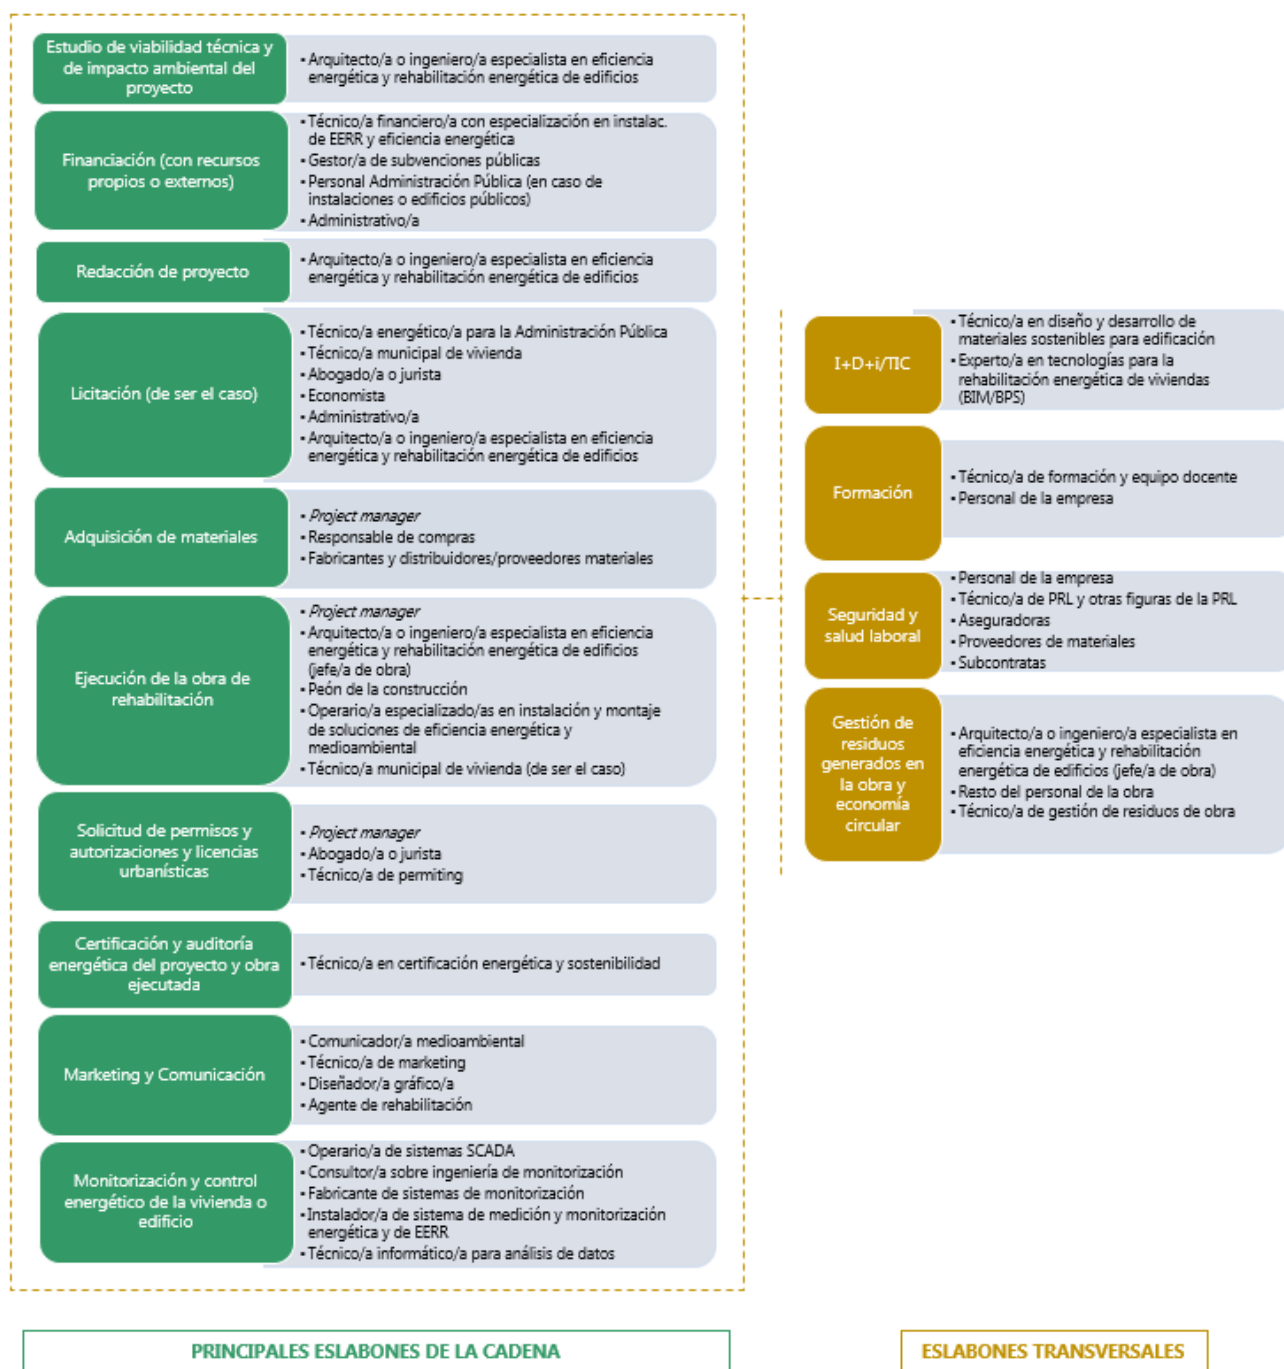 Estudio de viabilidad técnica y
de impacto ambiental del
proyecto
▪ Arquitecto/a o ingeniero/a especialista en eficiencia
energética y rehabilitación energética de edificios
Financiación (con recursos
propios o externos)
▪ Técnico/a financiero/a con especialización en instalac.
de EERR y eficiencia energética
▪ Gestor/a de subvenciones públicas
▪ Personal Administración Pública (en caso de
instalaciones o edificios públicos)
▪ Administrativo/a
Redacción de proyecto
▪ Arquitecto/a o ingeniero/a especialista en eficiencia
energética y rehabilitación energética de edificios
Licitación (de ser el caso)
▪ Técnico/a energético/a para la Administración Pública
▪ Técnico/a municipal de vivienda
▪ Abogado/a o jurista
▪ Economista
▪ Administrativo/a
▪ Arquitecto/a o ingeniero/a especialista en eficiencia
energética y rehabilitación energética de edificios
Adquisición de materiales
▪ Project manager
▪ Responsable de compras
▪ Fabricantes y distribuidores/proveedores materiales
Ejecución de la obra de
rehabilitación
▪ Project manager
▪ Arquitecto/a o ingeniero/a especialista en eficiencia
energética y rehabilitación energética de edificios
(jefe/a de obra)
▪ Peón de la construcción
▪ Operario/a especializado/as en instalación y montaje
de soluciones de eficiencia energética y
medioambiental
▪ Técnico/a municipal de vivienda (de ser el caso)
Solicitud de permisos y
autorizaciones y licencias
urbanísticas
▪ Project manager
▪ Abogado/a o jurista
▪ Técnico/a de permiting
Certificación y auditoría
energética del proyecto y obra
ejecutada
▪ Técnico/a en certificación energética y sostenibilidad
Marketing y Comunicación
▪ Comunicador/a medioambiental
▪ Técnico/a de marketing
▪ Diseñador/a gráfico/a
▪ Agente de rehabilitación
Monitorización y control
energético de la vivienda o
edificio
▪ Operario/a de sistemas SCADA
▪ Consultor/a sobre ingeniería de monitorización
▪ Fabricante de sistemas de monitorización
▪ Instalador/a de sistema de medición y monitorización
energética y de EERR
▪ Técnico/a informático/a para análisis de datos
PRINCIPALES ESLABONES DE LA CADENA
I+D+i/TIC
▪ Técnico/a en diseño y desarrollo de
materiales sostenibles para edificación
▪ Experto/a en tecnologías para la
rehabilitación energética de viviendas
(BIM/BPS)
Formación
▪ Técnico/a de formación y equipo docente
▪ Personal de la empresa
Seguridad y
salud laboral
▪ Personal de la empresa
▪ Técnico/a de PRL y otras figuras de la PRL
▪ Aseguradoras
▪ Proveedores de materiales
▪ Subcontratas
Gestión de
residuos
generados en
la obra y
economía
circular
▪ Arquitecto/a o ingeniero/a especialista en
eficiencia energética y rehabilitación
energética de edificios (jefe/a de obra)
▪ Resto del personal de la obra
▪ Técnico/a de gestión de residuos de obra
ESLABONES TRANSVERSALES